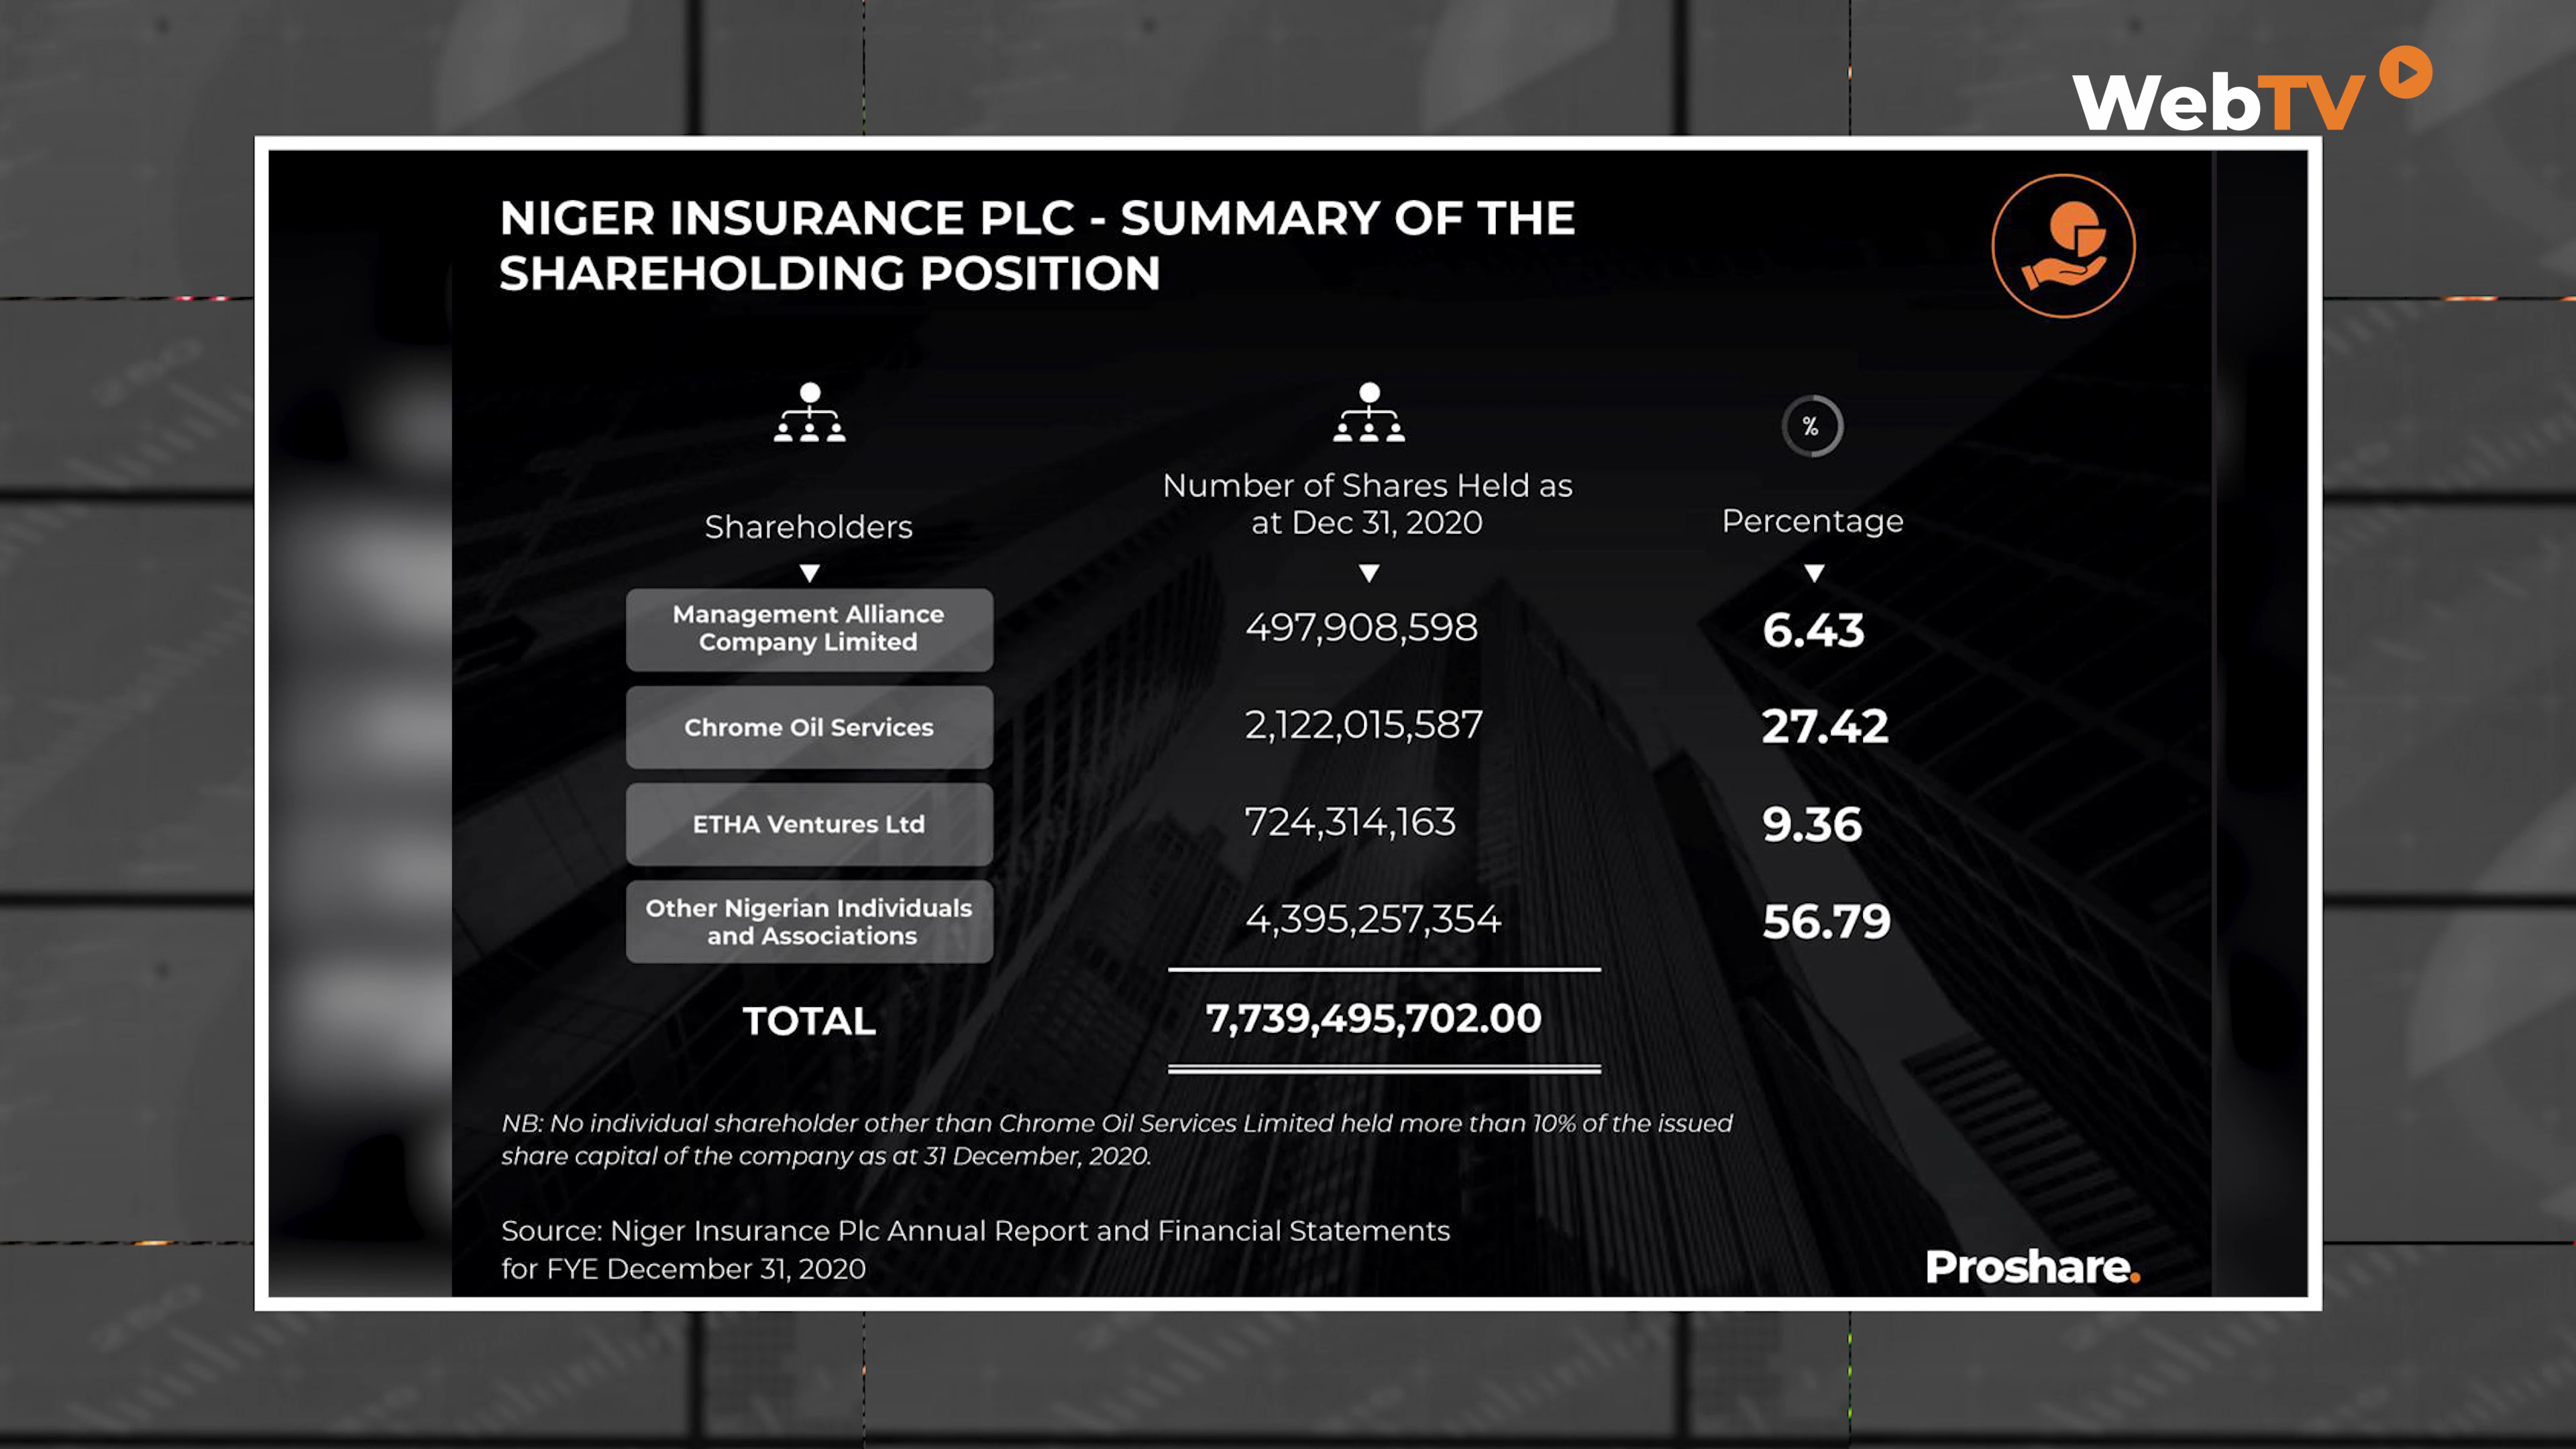 WebTV
NIGER INSURANCE PLC - SUMMARY OF THE
SHAREHOLDING POSITION
%
Shareholders
Number of Shares Held as
at Dec 31, 2020
Percentage
Management Alliance
Company Limited
497,908,598
6.43
Chrome Oil Services
2,122,015,587
27.42
ETHA Ventures Ltd
724,314,163
9.36
Other Nigerian Individuals
and Associations
4,395,257,354
56.79
TOTAL
7,739,495,702.00
NB: No individual shareholder other than Chrome Oil Services Limited held more than 10% of the issued
share capital of the company as at 31 December, 2020.
Source: Niger Insurance Plc Annual Report and Financial Statements
for FYE December 31, 2020
Proshare.